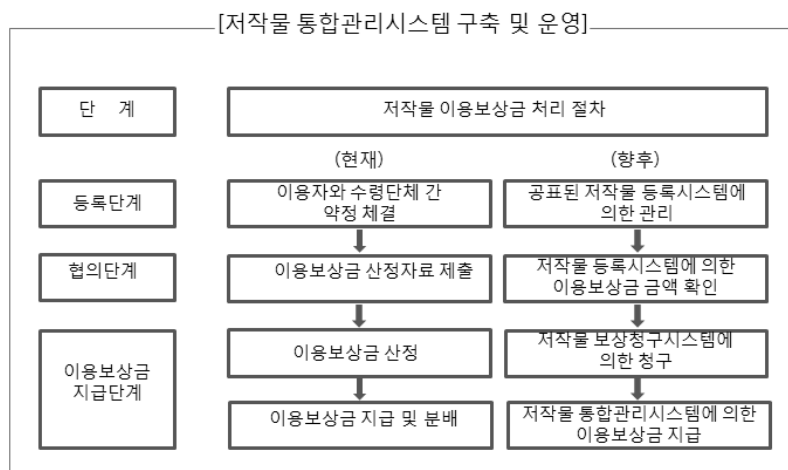 [저작물 통합관리시스템 구축 및 운영]
단 계
저작물 이용보상금 처리 절차
(현재)
(향후)
등록단계
이용자와 수령단체 간
약정 체결
공표된 저작물 등록시스템에
의한 관리
협의단계
이용보상금 산정자료 제출
저작물 등록시스템에 의한
이용보상금 금액 확인
이용보상금
지급단계
이용보상금 산정
저작물 보상청구시스템에
의한 청구
이용보상금 지급 및 분배
저작물 통합관리시스템에 의한
이용보상금 지급